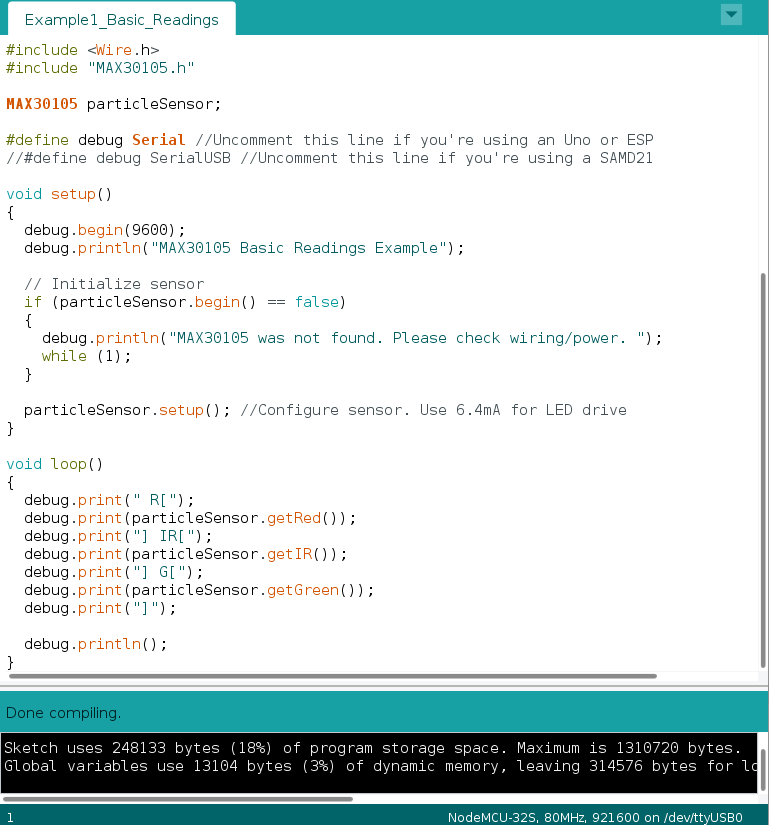 Example1_Basic_Readings
#include <Wire.h>
#include "MAX30105.h"
MAX30105 particleSensor;
#define debug Serial //Uncomment this line if you're using an Uno or ESP
//#define debug SerialUSB //Uncomment this line if you're using a SAMD21
void setup()
{
debug.begin(9600);
debug.println("MAX30105 Basic Readings Example");
// Initialize sensor
if (particleSensor.begin() == false)
{
debug.println("MAX30105 was not found. Please check wiring/power. ");
while (1);
}
particleSensor.setup(); //Configure sensor. Use 6.4mA for LED drive
}
void loop()
{
debug.print(" R[");
debug.print(particleSensor.getRed());
debug.print("] IR[");
debug.print(particleSensor.getIR());
debug.print("] G[");
debug.print(particleSensor.getGreen());
debug.print("]");
debug.println();
}
Done compiling.
Sketch uses 248133 bytes (18%) of program storage space. Maximum is 1310720 bytes.
Global variables use 13104 bytes (3%) of dynamic memory, leaving 314576 bytes for
1 NodeMCU-32S, 80MHz, 921600 on /dev/ttyUSB0